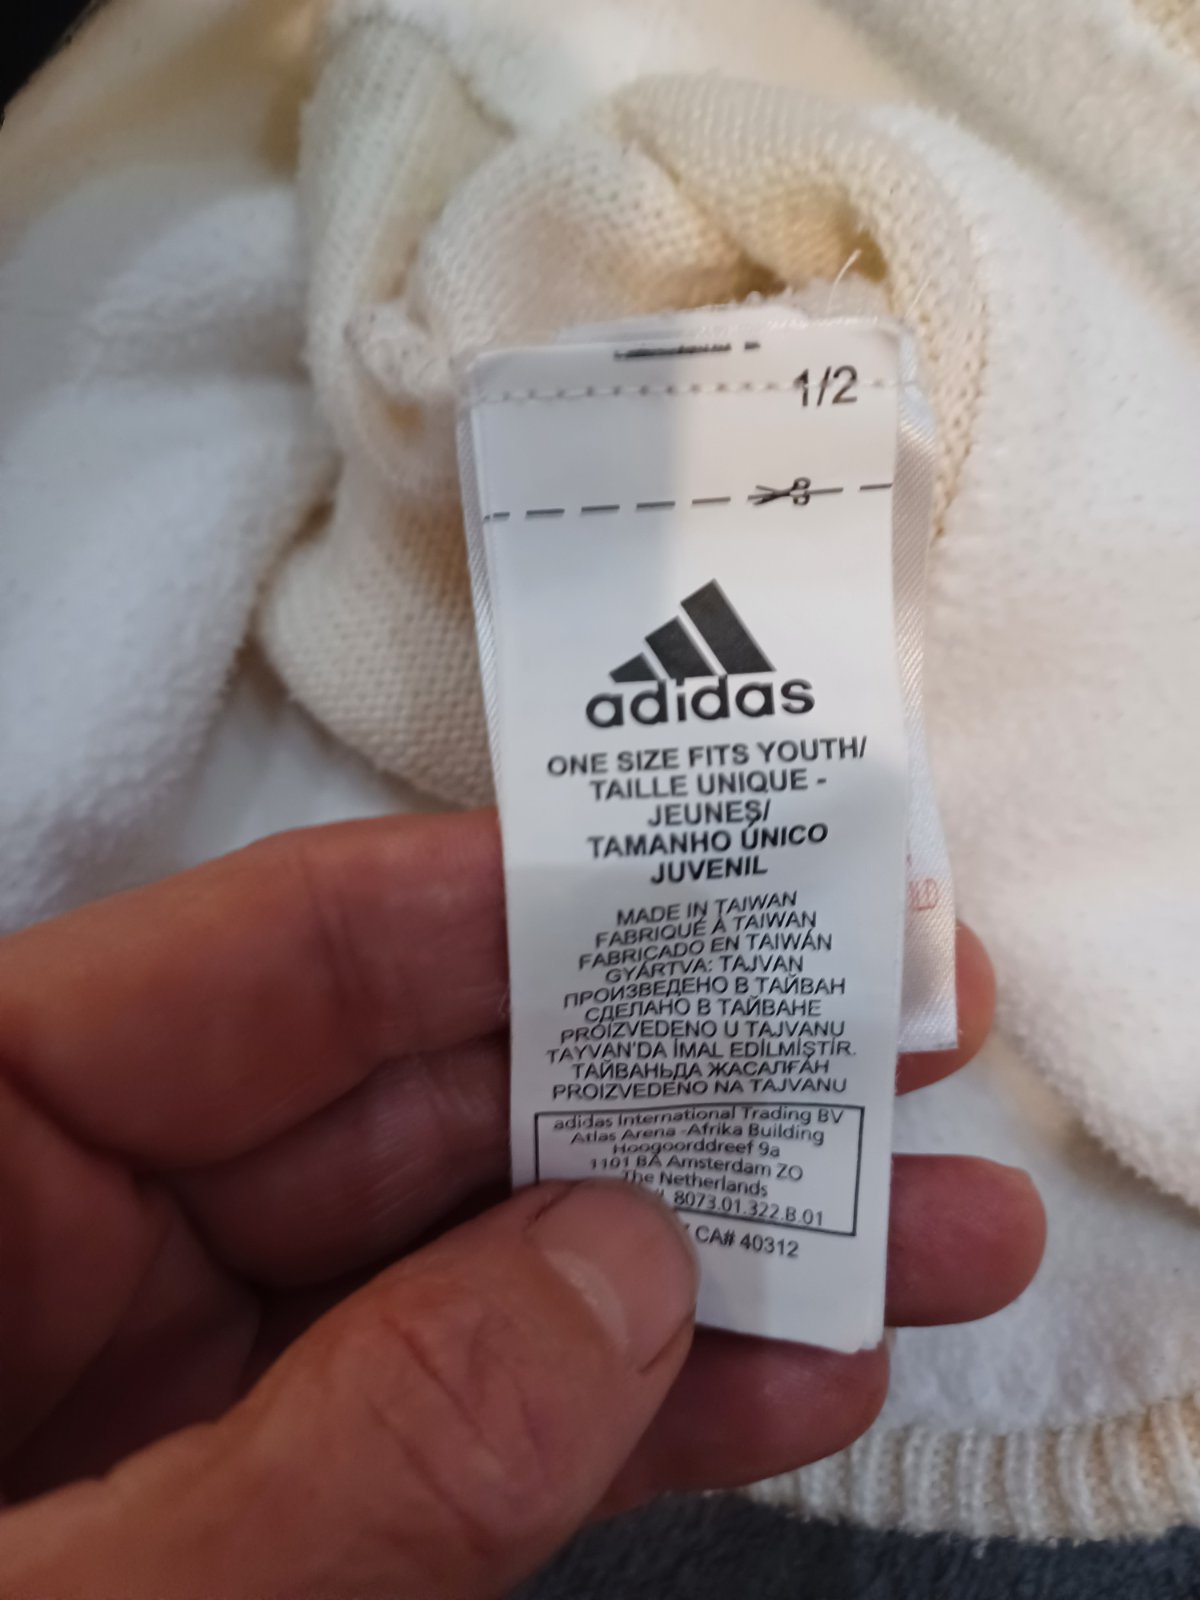 1/2
adidas
ONE SIZE FITS YOUTH/
TAILLE UNIQUE -
JEUNES/
TAMANHO ÚNICO
JUVENIL
MADE IN TAIWAN
FABRIQUÉ À TAIWAN
FABRICADO EN TAIWÁN
GYÁRTVA: TAJVAN
ПРОИЗВЕДЕНО В ТАЙВАН
СДЕЛАНО В ТАЙВАНЕ
PROIZVEDENO U TAJVANU
TAYVAN'DA İMAL EDİLMİŞTİR.
ТАЙВАНЬДА ЖАСАЛҒАН
PROIZVEDENO NA TAJVANU
adidas International Trading BV
Atlas Arena -Afrika Building
Hoogoorddreef 9a
1101 BA Amsterdam ZO
The Netherlands
8073.01.322.B.01
CA# 40312